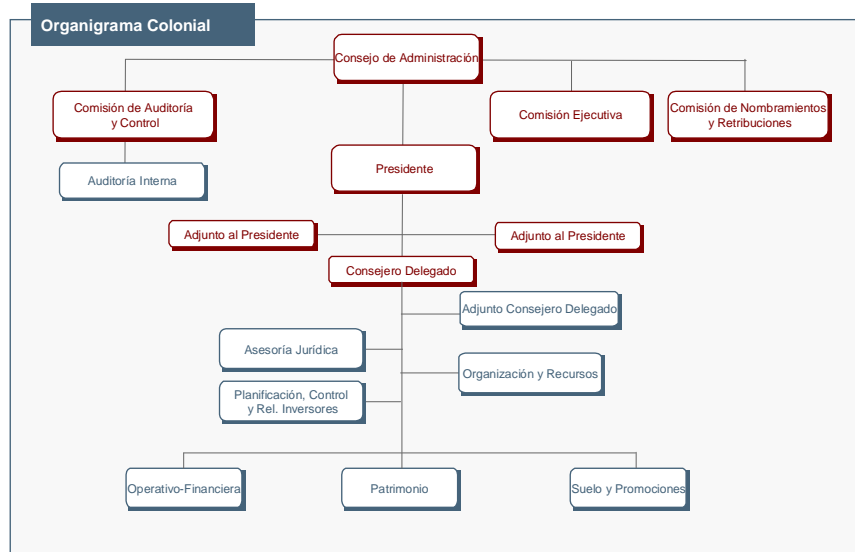 Organigrama Colonial
Consejo de Administración
Comisión de Auditoría
y Control
Comisión Ejecutiva
Comisión de Nombramientos
y Retribuciones
Presidente
Auditoría Interna
Adjunto al Presidente
Adjunto al Presidente
Consejero Delegado
Adjunto Consejero Delegado
Asesoría Jurídica
Organización y Recursos
Planificación, Control
y Rel. Inversores
Operativo-Financiera
Patrimonio
Suelo y Promociones